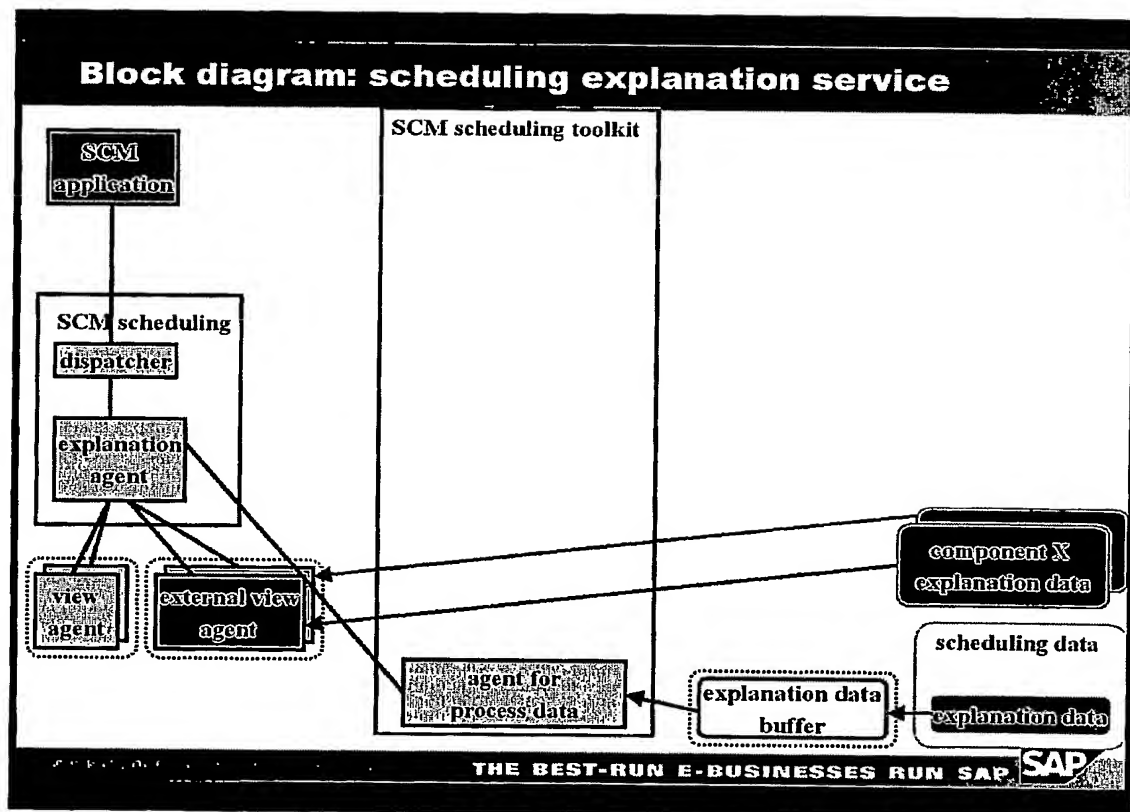 Block diagram: scheduling explanation service
SCM scheduling toolkit
SCM
application
SCM scheduling
dispatcher
explanation
agent
component X
explanation data
view
agent
external view
agent
scheduling data
agent for
process data
explanation data
buffer
explanation data
THE BEST-RUN E-BUSINESSES RUN SAP
SAP